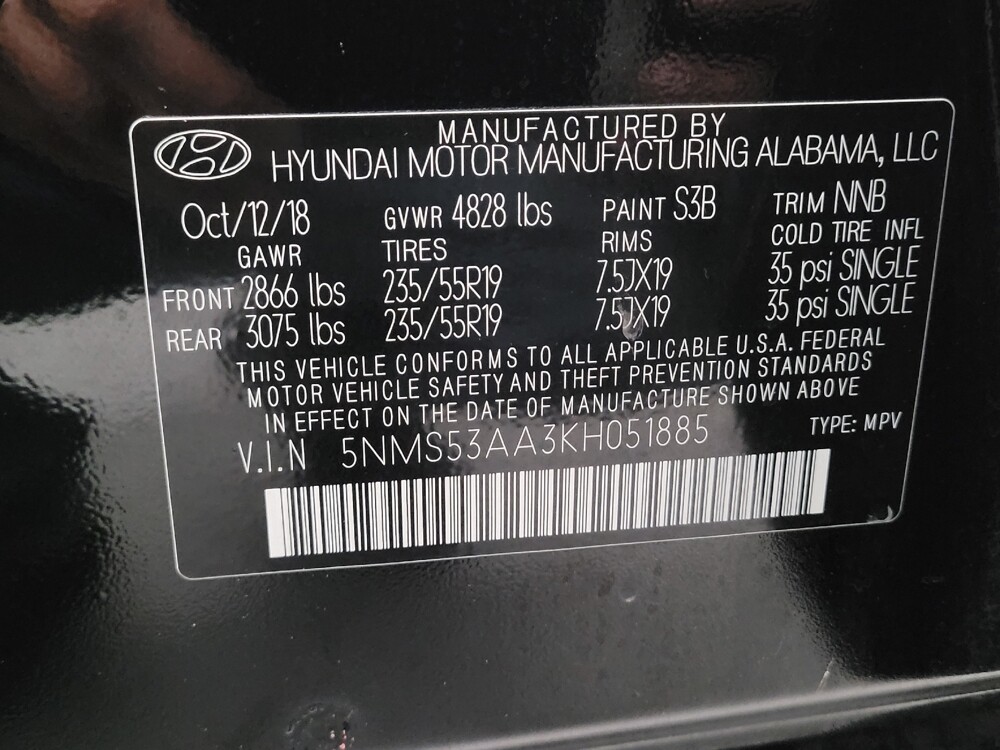 MANUFACTURED BY
HYUNDAI MOTOR MANUFACTURING ALABAMA, LLC
Oct/12/18 GVWR 4828 lbs PAINT S3B TRIM NNB
GAWR TIRES RIMS COLD TIRE INFL
FRONT 2866 lbs 235/55R19 7.5JX19 35 psi SINGLE
REAR 3075 lbs 235/55R19 7.5JX19 35 psi SINGLE
THIS VEHICLE CONFORMS TO ALL APPLICABLE U.S.A. FEDERAL
MOTOR VEHICLE SAFETY AND THEFT PREVENTION STANDARDS
IN EFFECT ON THE DATE OF MANUFACTURE SHOWN ABOVE
V.I.N 5NMS53AA3KH051885 TYPE: MPV